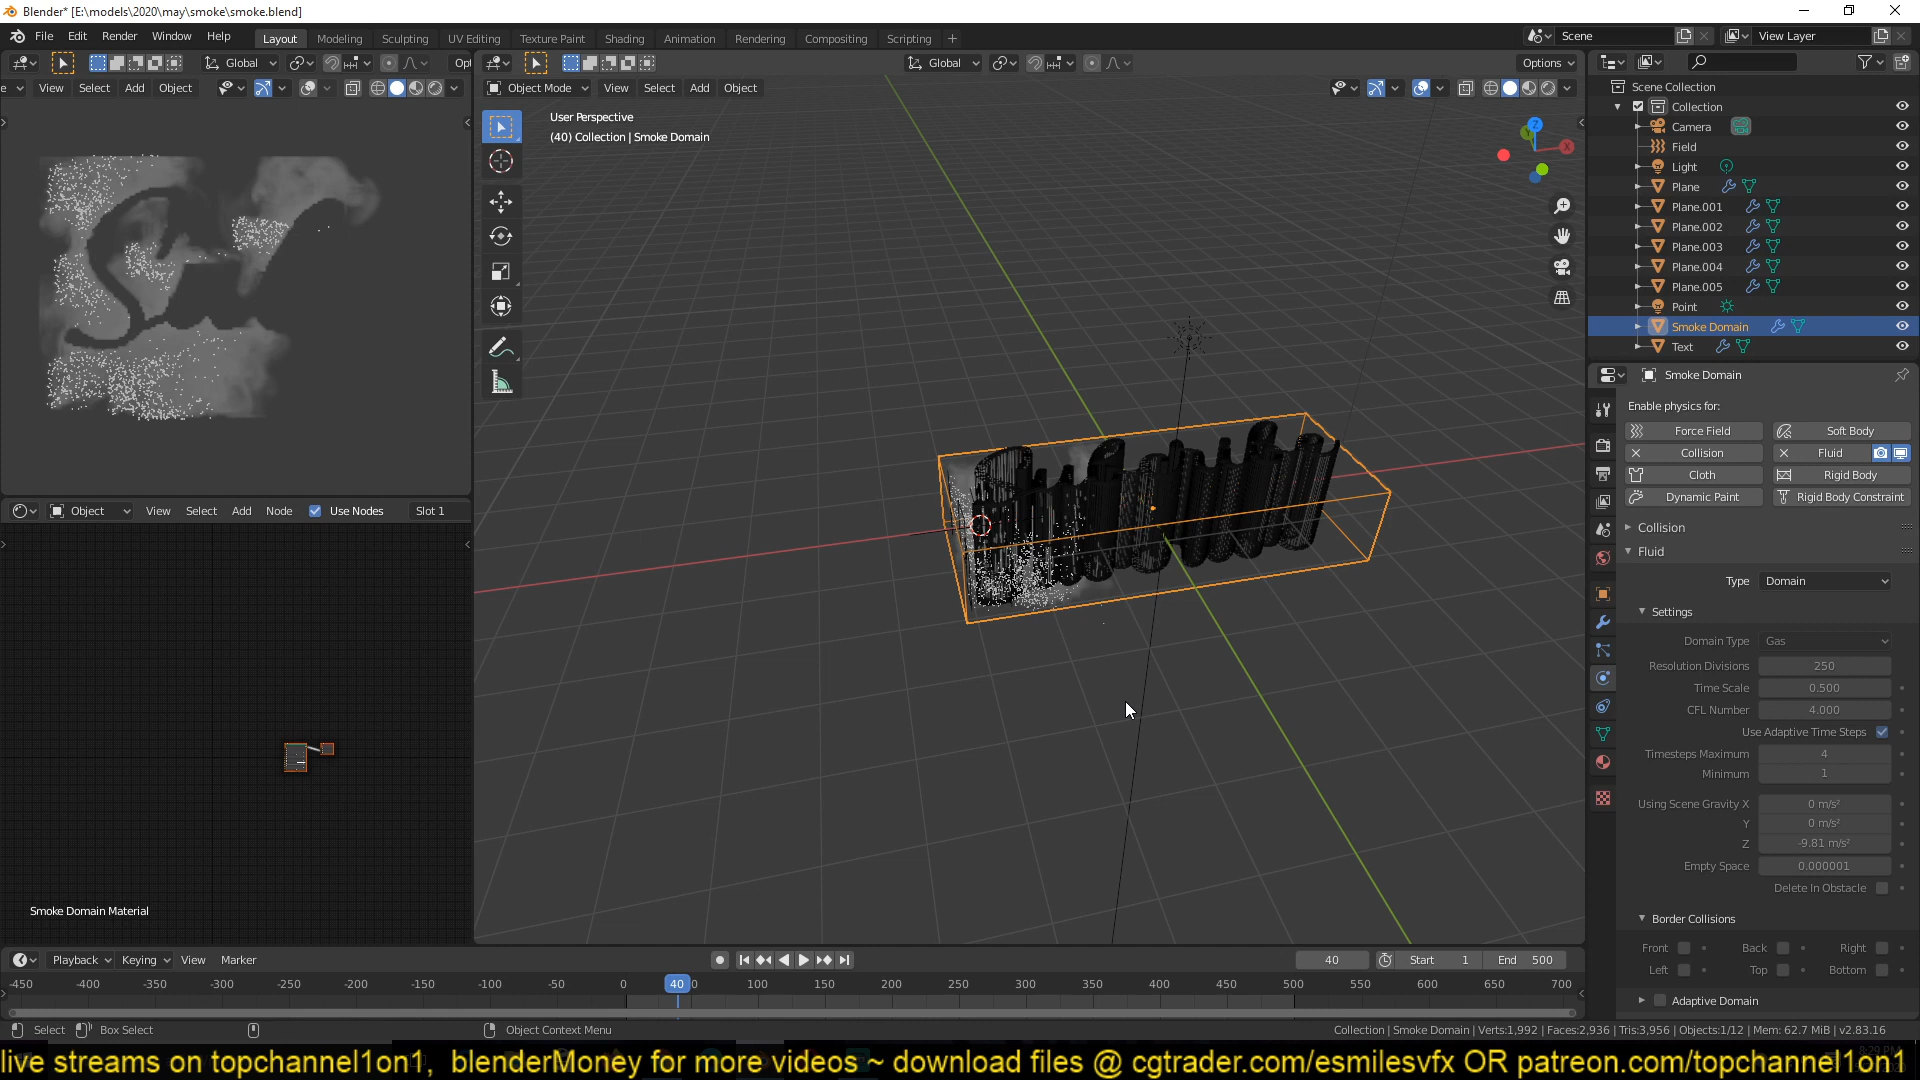 Blender* [E:\models\2020\may\smoke\smoke.blend]
File Edit Render Window Help
Layout Modeling Sculpting UV Editing Texture Paint Shading Animation Rendering Compositing Scripting +
Scene
View Layer
Global
Opt
Global
Options
e View Select Add Object
Object Mode View Select Add Object
User Perspective
(40) Collection | Smoke Domain
Z
Y
X
Scene Collection
Collection
Camera
Field
Light
Plane
Plane.001
Plane.002
Plane.003
Plane.004
Plane.005
Point
Smoke Domain
Text
Smoke Domain
Enable physics for:
Force Field Soft Body
Collision Fluid
Cloth Rigid Body
Dynamic Paint Rigid Body Constraint
Collision
Fluid
Type Domain
Settings
Domain Type Gas
Resolution Divisions 250
Time Scale 0.500
CFL Number 4.000
Use Adaptive Time Steps
Timesteps Maximum 4
Minimum 1
Using Scene Gravity X 0 m/s²
Y 0 m/s²
Z -9.81 m/s²
Empty Space 0.000001
Delete In Obstacle
Border Collisions
Front Back Right
Left Top Bottom
Adaptive Domain
Object View Select Add Node Use Nodes Slot 1
Smoke Domain Material
Playback Keying View Marker
40 Start 1 End 500
-450 -400 -350 -300 -250 -200 -150 -100 -50 0 40 100 150 200 250 300 350 400 450 500 550 600 650 700
Select Box Select Object Context Menu
Collection | Smoke Domain | Verts:1,992 | Faces:2,936 | Tris:3,956 | Objects:1/12 | Mem: 62.7 MiB | v2.83.16
live streams on topchannel1on1, blenderMoney for more videos ~ download files @ cgtrader.com/esmilesvfx OR patreon.com/topchannel1on1